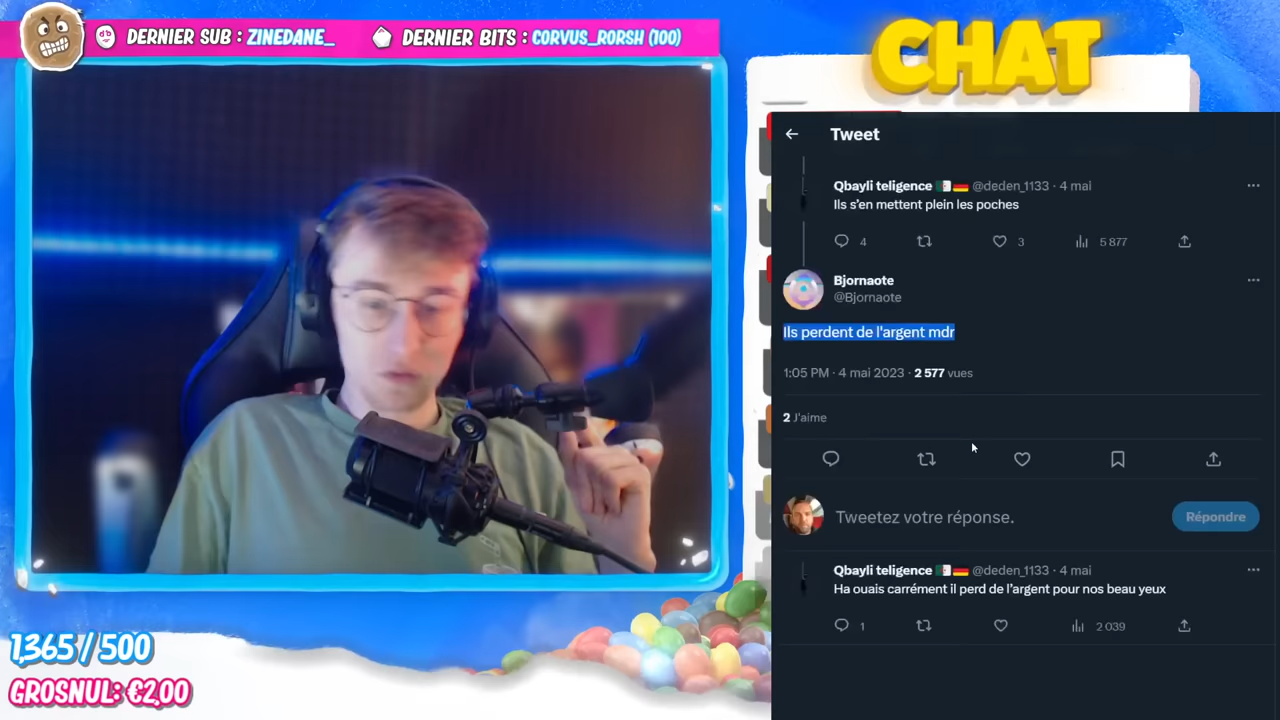 DERNIER SUB : ZINEDANE_
DERNIER BITS : CORVUS_RORSH (100)
CHAT
Tweet
Qbayli teligence 🇩🇿🇩🇪 @deden_1133 · 4 mai
Ils s’en mettent plein les poches
4 3 5 877
Bjornaote
@Bjornaote
Ils perdent de l'argent mdr
1:05 PM · 4 mai 2023 · 2 577 vues
2 J'aime
Tweetez votre réponse.
Répondre
Qbayli teligence 🇩🇿🇩🇪 @deden_1133 · 4 mai
Ha ouais carrément il perd de l’argent pour nos beau yeux
1 2 039
1,365 / 500
GROSNUL: €2,00